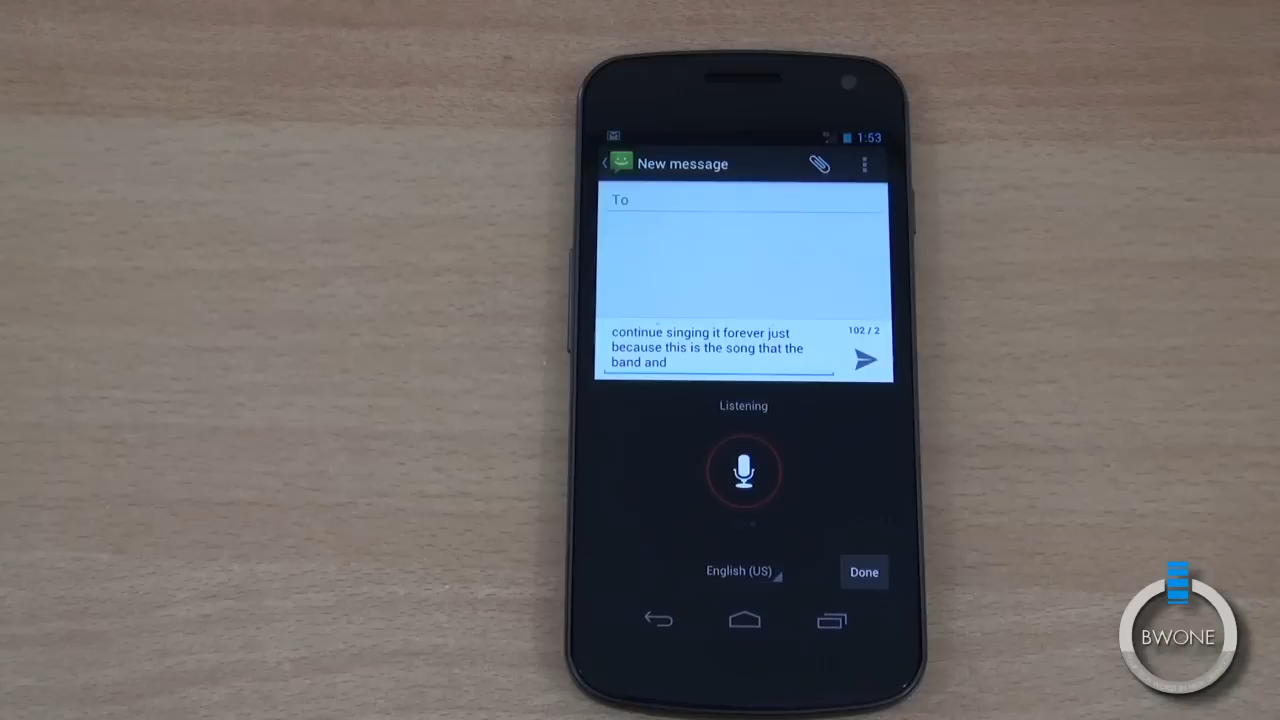 1:53
New message
To
continue singing it forever just
because this is the song that the
band and
102 / 2
Listening
English (US)
Done
BWONE